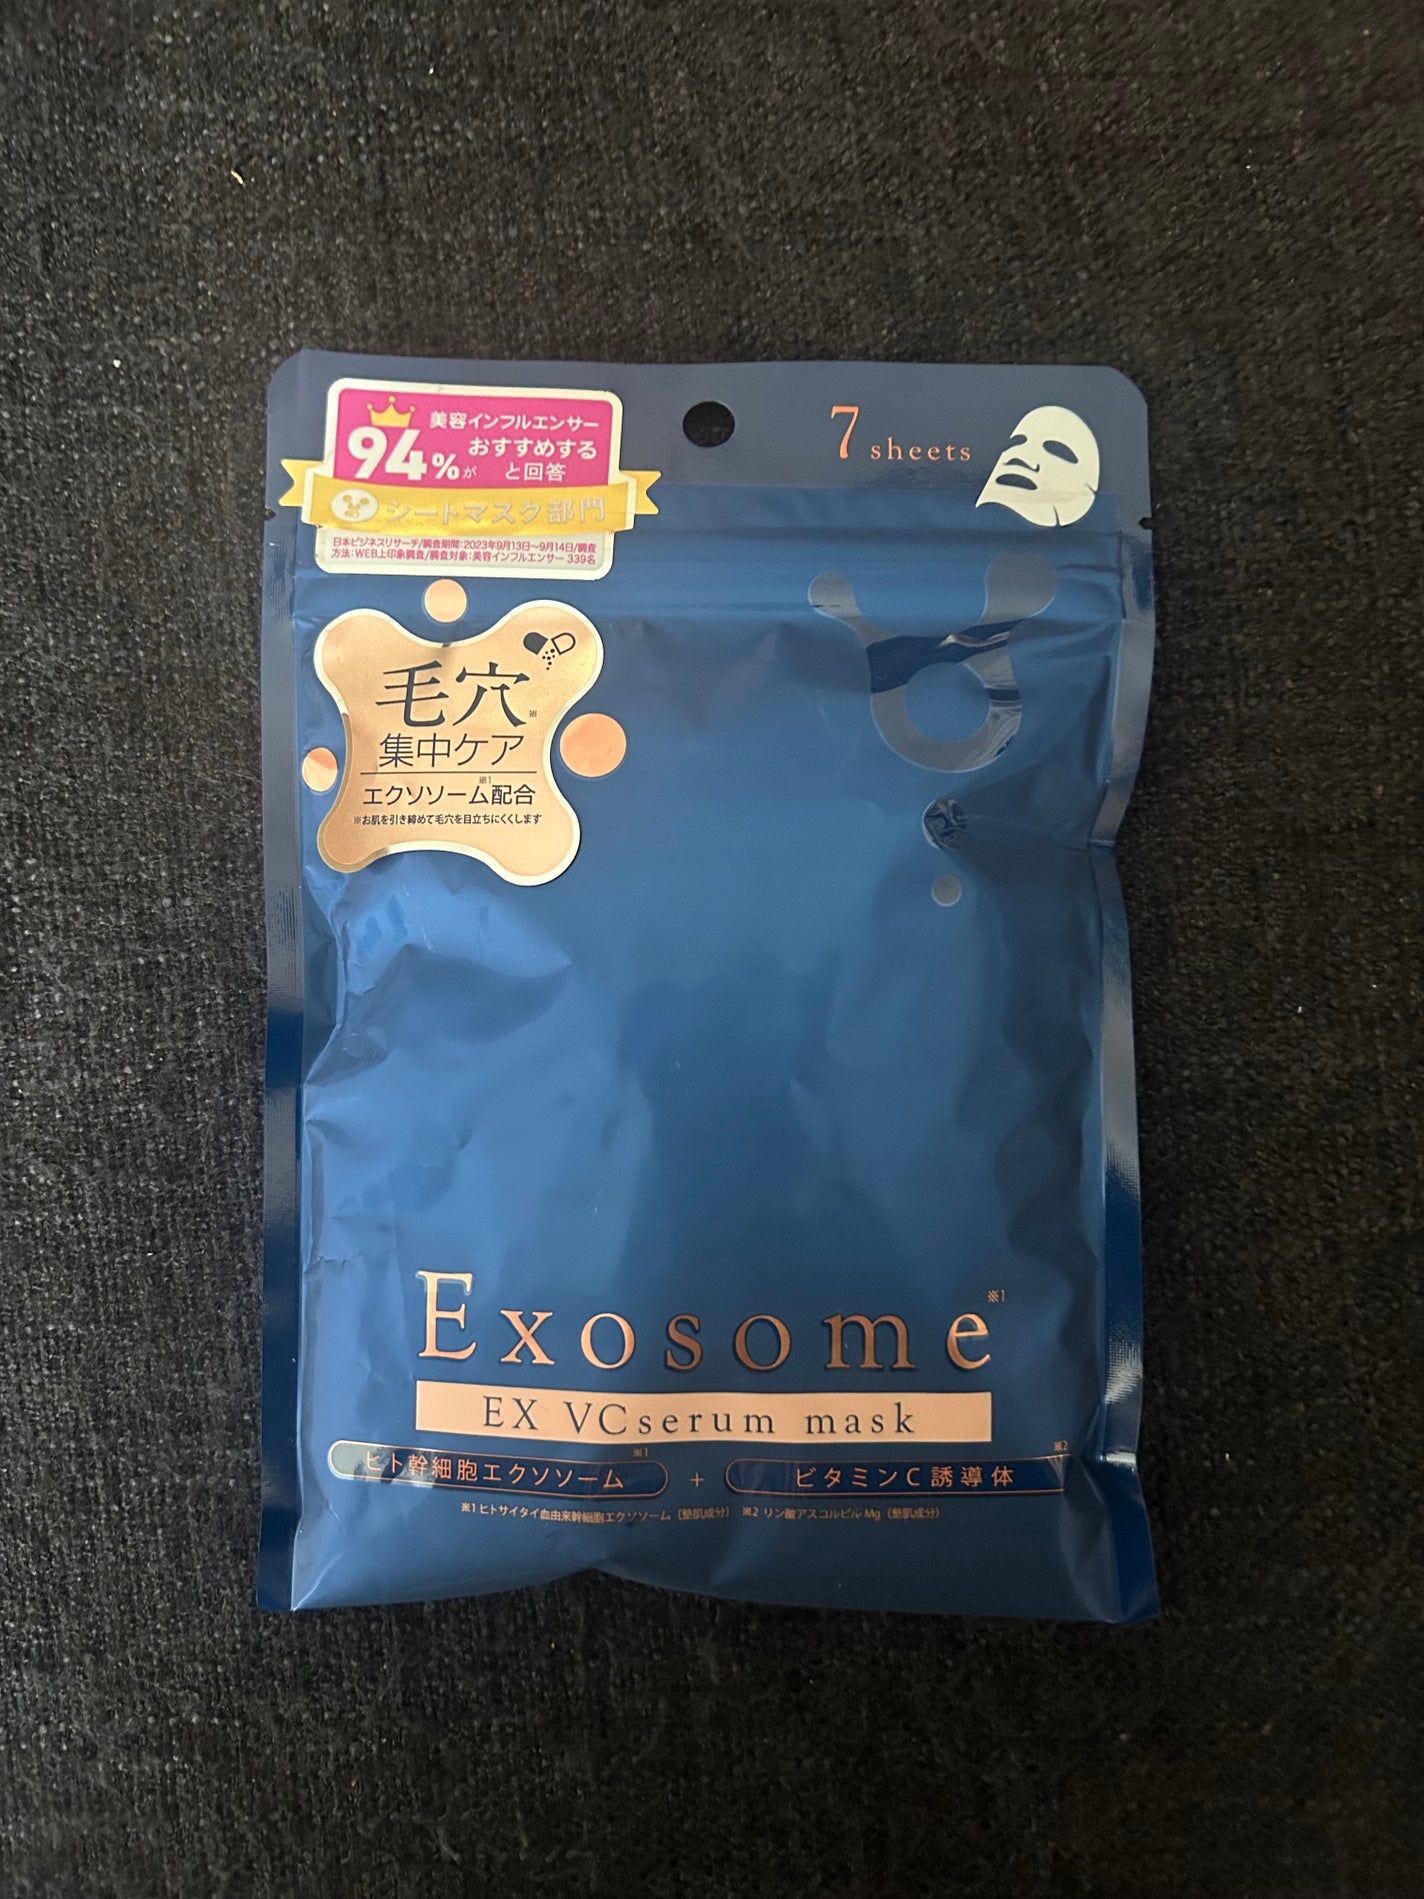 美容インフルエンサー
94%が おすすめする
と回答
シートマスク部門
日本ビジネスリサーチ/調査期間:2023年9月13日～9月14日/調査
方法:WEB上印象調査/調査対象:美容インフルエンサー 339名
7 sheets
毛穴※
集中ケア
エクソソーム※1配合
※お肌を引き締めて毛穴を目立ちにくくします
Exosome※1
EX VC serum mask
ヒト幹細胞エクソソーム※1 + ビタミンC誘導体※2
※1 ヒトサイタイ血由来幹細胞エクソソーム（整肌成分） ※2 リン酸アスコルビルMg（整肌成分）